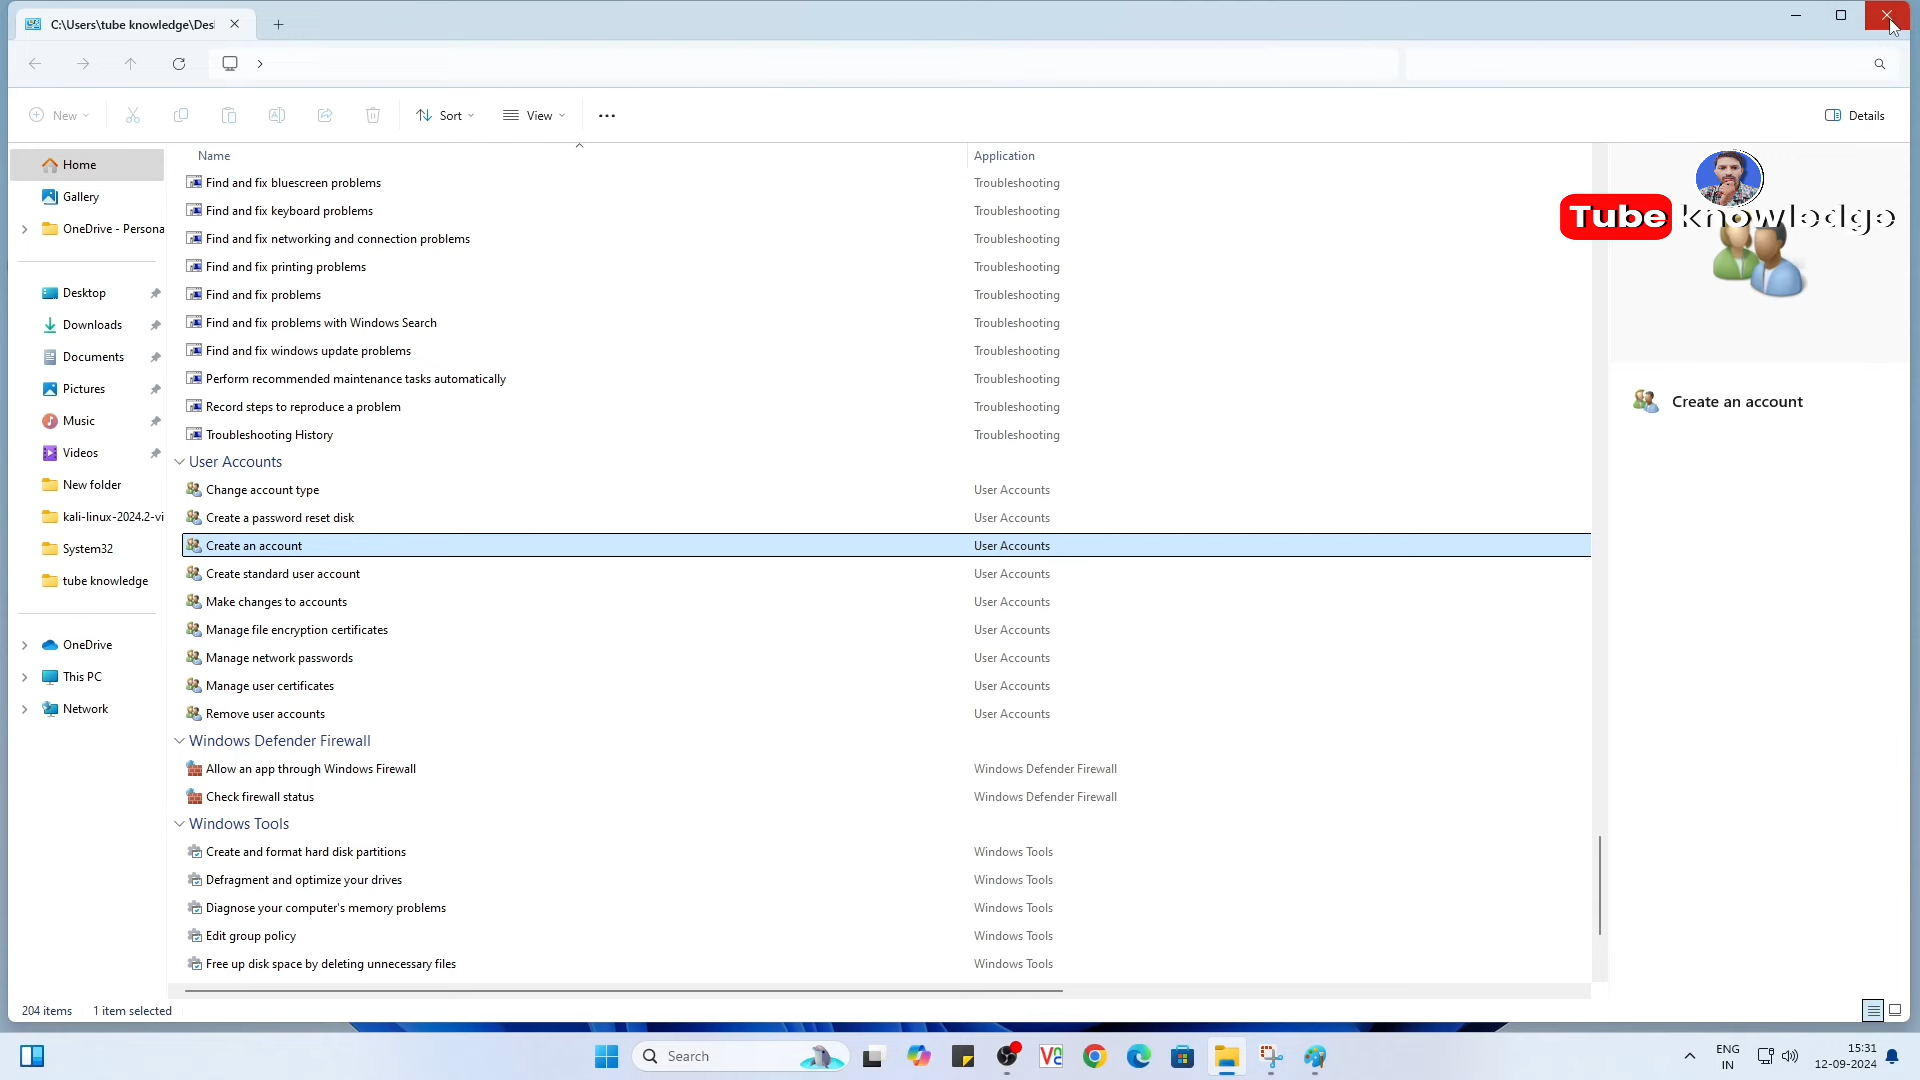 C:\Users\tube knowledge\Des
New
Sort
View
Details
Name
Application
Home
Gallery
OneDrive - Persona
Desktop
Downloads
Documents
Pictures
Music
Videos
New folder
kali-linux-2024.2-vi
System32
tube knowledge
OneDrive
This PC
Network
Find and fix bluescreen problems Troubleshooting
Find and fix keyboard problems Troubleshooting
Find and fix networking and connection problems Troubleshooting
Find and fix printing problems Troubleshooting
Find and fix problems Troubleshooting
Find and fix problems with Windows Search Troubleshooting
Find and fix windows update problems Troubleshooting
Perform recommended maintenance tasks automatically Troubleshooting
Record steps to reproduce a problem Troubleshooting
Troubleshooting History Troubleshooting
User Accounts
Change account type User Accounts
Create a password reset disk User Accounts
Create an account User Accounts
Create standard user account User Accounts
Make changes to accounts User Accounts
Manage file encryption certificates User Accounts
Manage network passwords User Accounts
Manage user certificates User Accounts
Remove user accounts User Accounts
Windows Defender Firewall
Allow an app through Windows Firewall Windows Defender Firewall
Check firewall status Windows Defender Firewall
Windows Tools
Create and format hard disk partitions Windows Tools
Defragment and optimize your drives Windows Tools
Diagnose your computer's memory problems Windows Tools
Edit group policy Windows Tools
Free up disk space by deleting unnecessary files Windows Tools
Tube knowledge
Create an account
204 items 1 item selected
Search
VNC
ENG
IN
15:31
12-09-2024